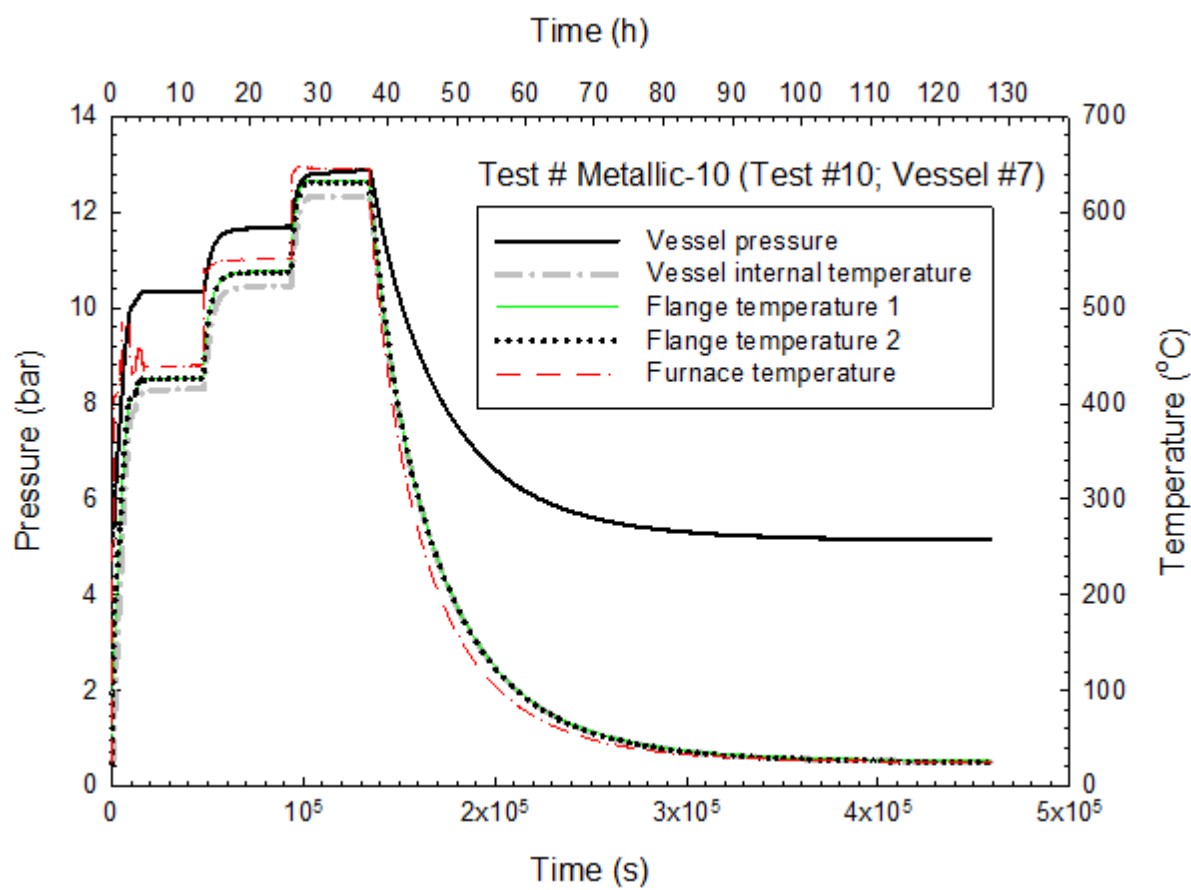 Time (h)
0 10 20 30 40 50 60 70 80 90 100 110 120 130
14 700
12 600
10 500
8 400
6 300
4 200
2 100
0 0
Pressure (bar)
Temperature (°C)
Test # Metallic-10 (Test #10; Vessel #7)
Vessel pressure
Vessel internal temperature
Flange temperature 1
Flange temperature 2
Furnace temperature
0 10⁵ 2x10⁵ 3x10⁵ 4x10⁵ 5x10⁵
Time (s)